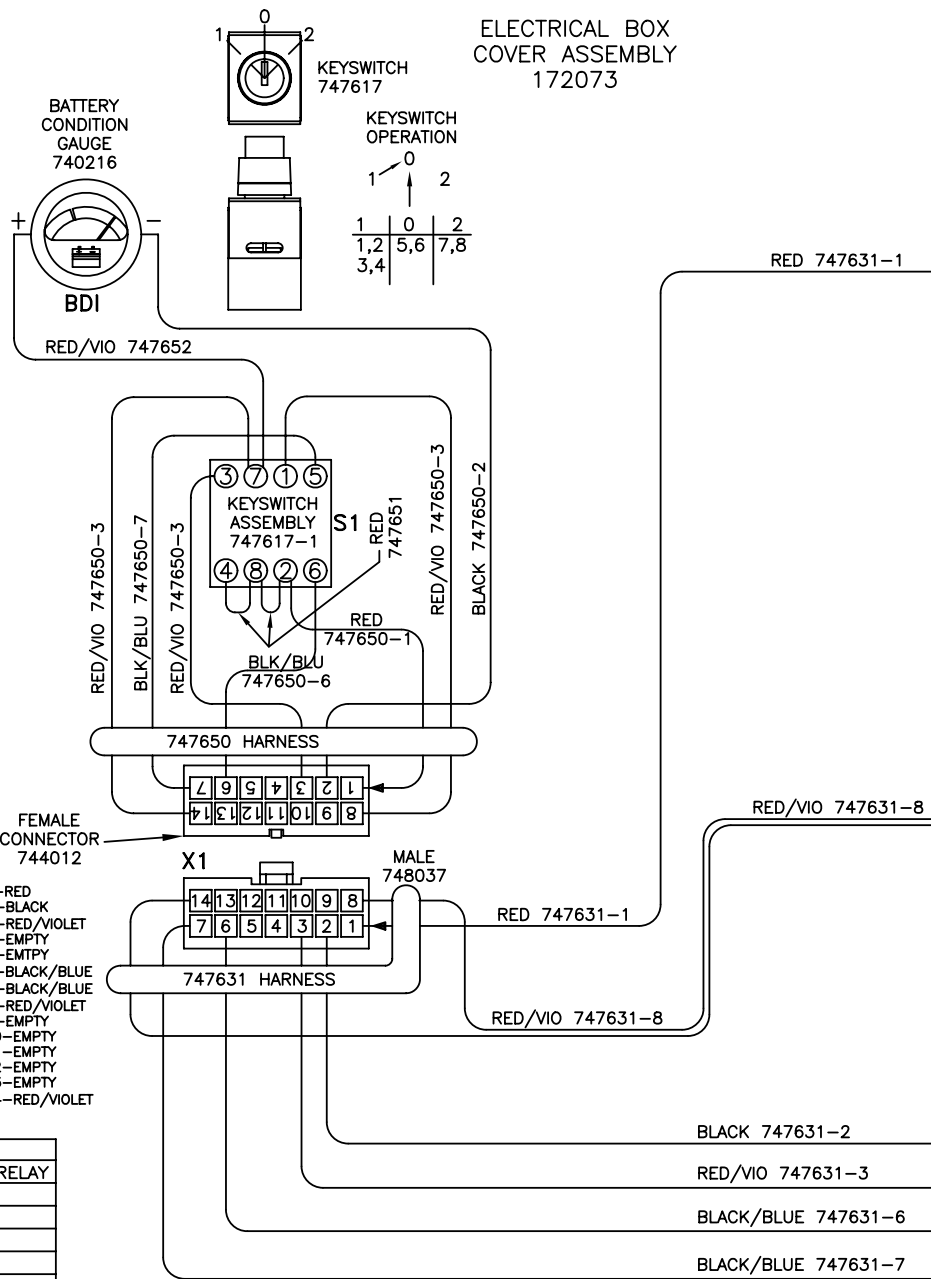 ELECTRICAL BOX
COVER ASSEMBLY
172073
0
1
2
KEYSWITCH
747617
BATTERY
CONDITION
GAUGE
740216
KEYSWITCH
OPERATION
0
1
2
1 0 2
1,2 5,6 7,8
3,4
+
−
BDI
RED 747631−1
RED/VIO 747652
RED/VIO 747650−3
BLK/BLU 747650−7
RED/VIO 747650−3
3 7 1 5
KEYSWITCH
ASSEMBLY
747617−1
S1
4 8 2 6
RED
747651
RED/VIO 747650−3
BLACK 747650−2
RED
747650−1
BLK/BLU
747650−6
747650 HARNESS
7 6 5 4 3 2 1
14 13 12 11 10 9 8
FEMALE
CONNECTOR
744012
RED/VIO 747631−8
X1
MALE
748037
14 13 12 11 10 9 8
7 6 5 4 3 2 1
RED 747631−1
747631 HARNESS
RED/VIO 747631−8
−RED
−BLACK
−RED/VIOLET
−EMPTY
−EMTPY
−BLACK/BLUE
−BLACK/BLUE
−RED/VIOLET
−EMPTY
−EMPTY
−EMPTY
−EMPTY
−EMPTY
−RED/VIOLET
RELAY
BLACK 747631−2
RED/VIO 747631−3
BLACK/BLUE 747631−6
BLACK/BLUE 747631−7